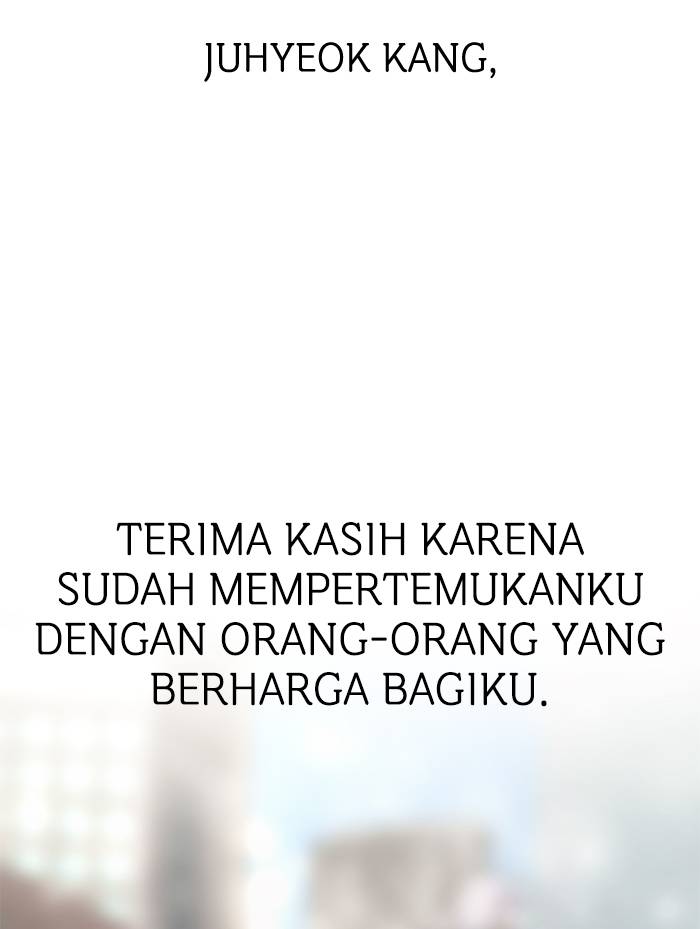 JUHYEOK KANG,
TERIMA KASIH KARENA
SUDAH MEMPERTEMUKANKU
DENGAN ORANG-ORANG YANG
BERHARGA BAGIKU.